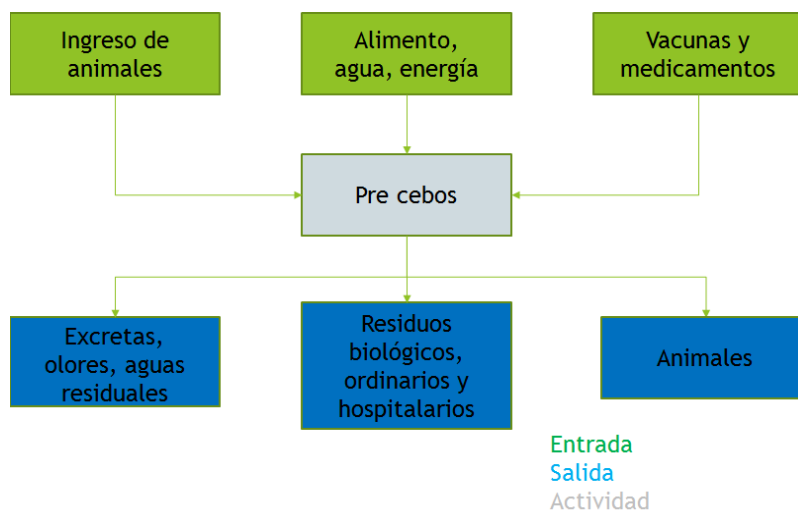 Ingreso de
animales
Alimento,
agua, energía
Vacunas y
medicamentos
Pre cebos
Excretas,
olores, aguas
residuales
Residuos
biológicos,
ordinarios y
hospitalarios
Animales
Entrada
Salida
Actividad